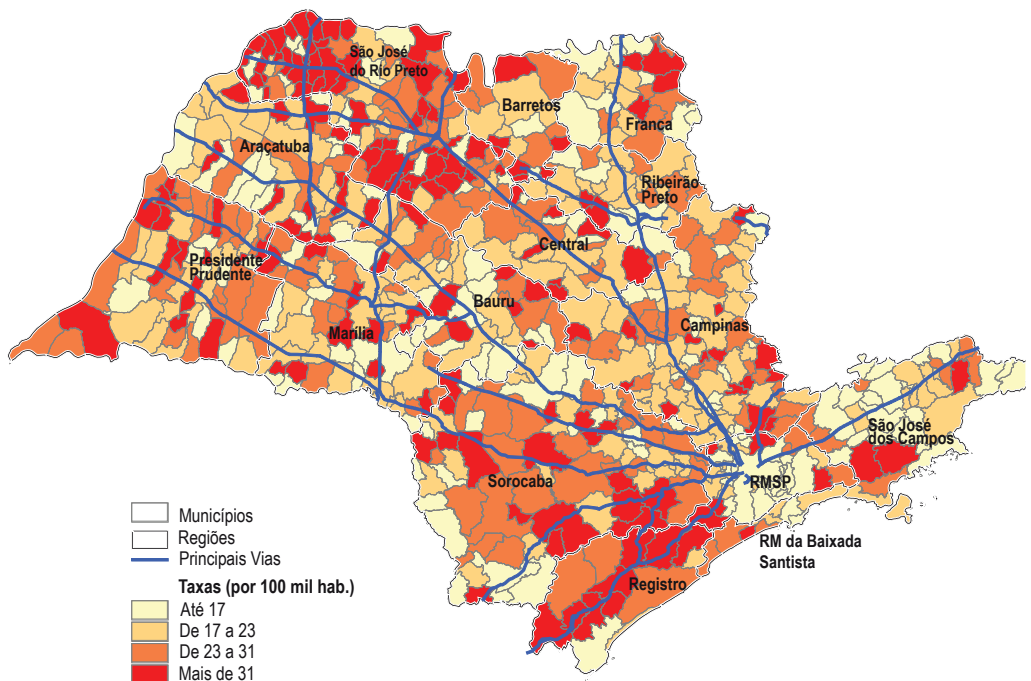 São José
do Rio Preto
Barretos
Franca
Araçatuba
Ribeirão
Preto
Central
Presidente
Prudente
Bauru
Marília
Campinas
São José
dos Campos
Sorocaba
RMSP
RM da Baixada
Santista
Registro
Municípios
Regiões
Principais Vias
Taxas (por 100 mil hab.)
Até 17
De 17 a 23
De 23 a 31
Mais de 31